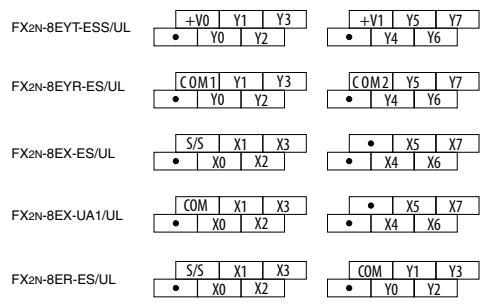 +V0 Y1 Y3 +V1 Y5 Y7
FX2N-8EYT-ESS/UL
• Y0 Y2 • Y4 Y6
COM1 Y1 Y3 COM2 Y5 Y7
FX2N-8EYR-ES/UL
• Y0 Y2 • Y4 Y6
S/S X1 X3 • X5 X7
FX2N-8EX-ES/UL
• X0 X2 • X4 X6
COM X1 X3 • X5 X7
FX2N-8EX-UA1/UL
• X0 X2 • X4 X6
S/S X1 X3 COM Y1 Y3
FX2N-8ER-ES/UL
• X0 X2 • Y0 Y2